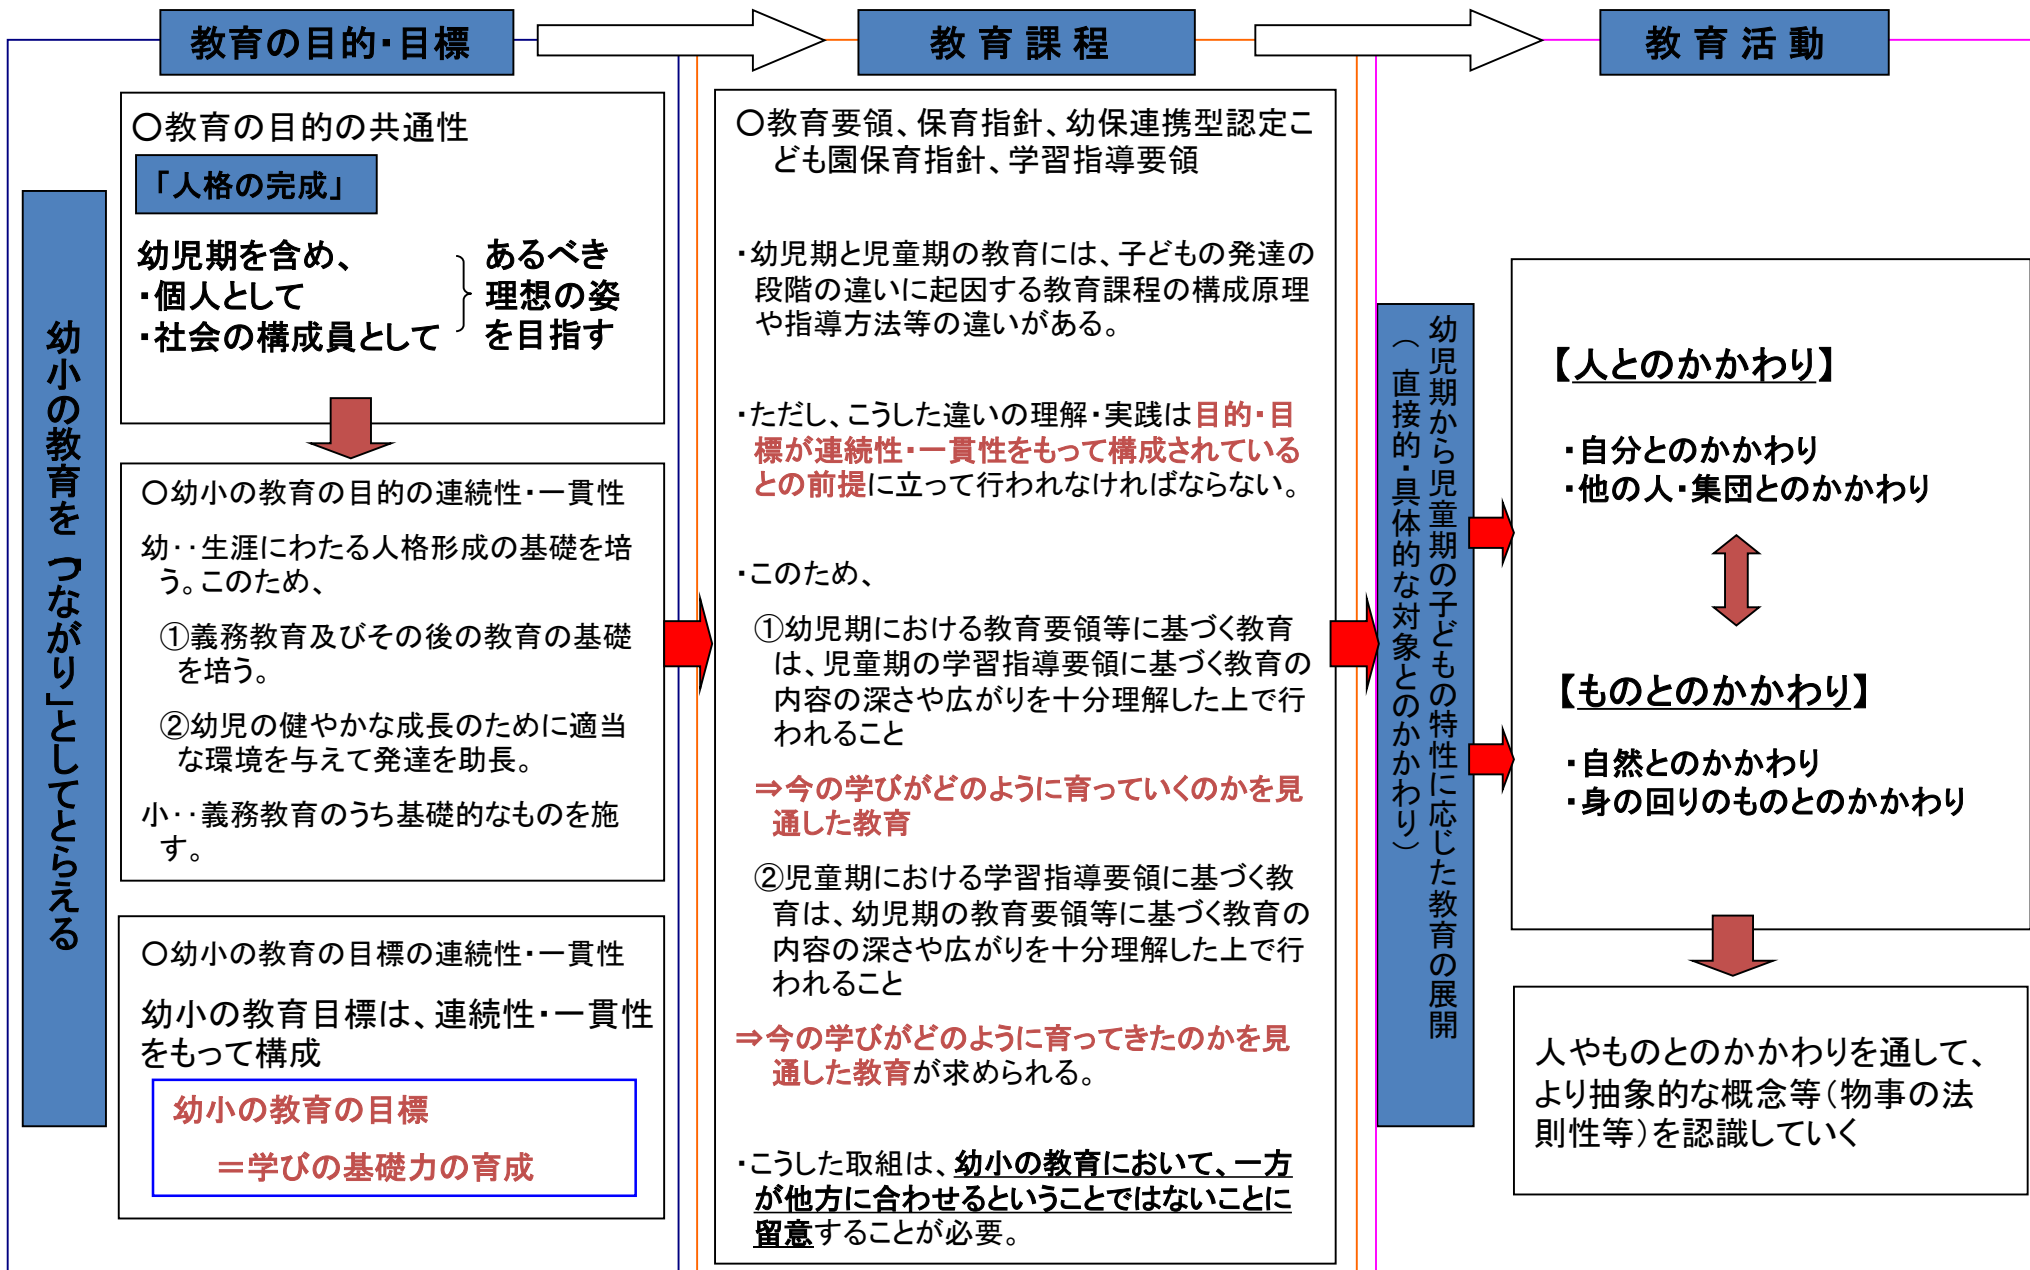 教育の目的・目標
教育課程
教育活動
幼小の教育を「つながり」としてとらえる
○教育の目的の共通性
「人格の完成」
幼児期を含め、
・個人として
・社会の構成員として
あるべき
理想の姿
を目指す
○幼小の教育の目的の連続性・一貫性
幼‥生涯にわたる人格形成の基礎を培
う。このため、
①義務教育及びその後の教育の基礎
を培う。
②幼児の健やかな成長のために適当
な環境を与えて発達を助長。
小‥義務教育のうち基礎的なものを施
す。
○幼小の教育の目標の連続性・一貫性
幼小の教育目標は、連続性・一貫性
をもって構成
幼小の教育の目標
＝学びの基礎力の育成
○教育要領、保育指針、幼保連携型認定こ
ども園保育指針、学習指導要領
・幼児期と児童期の教育には、子どもの発達の
段階の違いに起因する教育課程の構成原理
や指導方法等の違いがある。
・ただし、こうした違いの理解・実践は目的・目
標が連続性・一貫性をもって構成されている
との前提に立って行われなければならない。
・このため、
①幼児期における教育要領等に基づく教育
は、児童期の学習指導要領に基づく教育の
内容の深さや広がりを十分理解した上で行
われること
⇒今の学びがどのように育っていくのかを見
通した教育
②児童期における学習指導要領に基づく教
育は、幼児期の教育要領等に基づく教育の
内容の深さや広がりを十分理解した上で行
われること
⇒今の学びがどのように育ってきたのかを見
通した教育が求められる。
・こうした取組は、幼小の教育において、一方
が他方に合わせるということではないことに
留意することが必要。
幼児期から児童期の子どもの特性に応じた教育の展開
（直接的・具体的な対象とのかかわり）
【人とのかかわり】
・自分とのかかわり
・他の人・集団とのかかわり
【ものとのかかわり】
・自然とのかかわり
・身の回りのものとのかかわり
人やものとのかかわりを通して、
より抽象的な概念等（物事の法
則性等）を認識していく